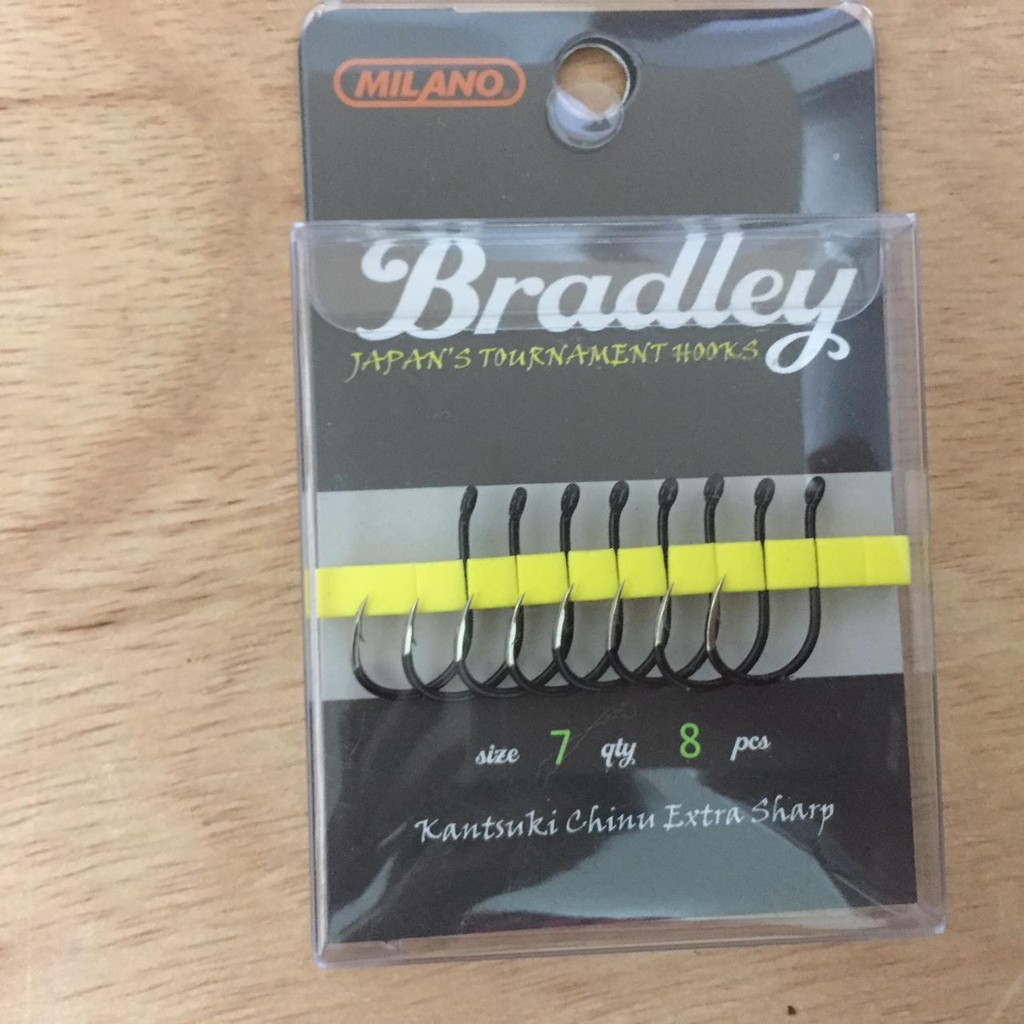 MILANO
Bradley
JAPAN'S TOURNAMENT HOOKS
size 7 qty 8 pcs
Kantsuki Chinu Extra Sharp